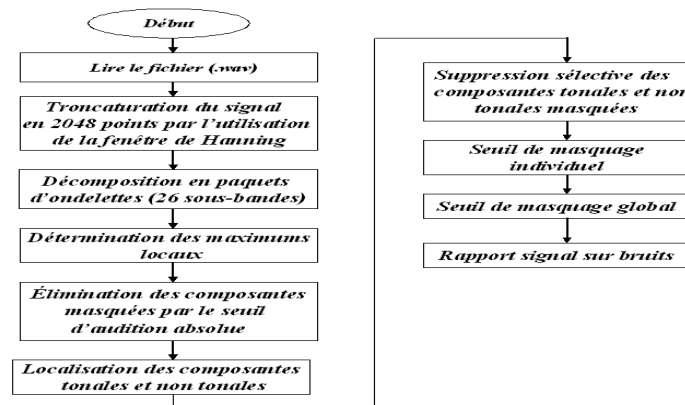 Début
Lire le fichier (.wav)
Troncaturation du signal
en 2048 points par l'utilisation
de la fenêtre de Hanning
Décomposition en paquets
d'ondelettes (26 sous-bandes)
Détermination des maximums
locaux
Élimination des composantes
masquées par le seuil
d'audition absolue
Localisation des composantes
tonales et non tonales
Suppression sélective des
composantes tonales et non
tonales masquées
Seuil de masquage
individuel
Seuil de masquage global
Rapport signal sur bruits